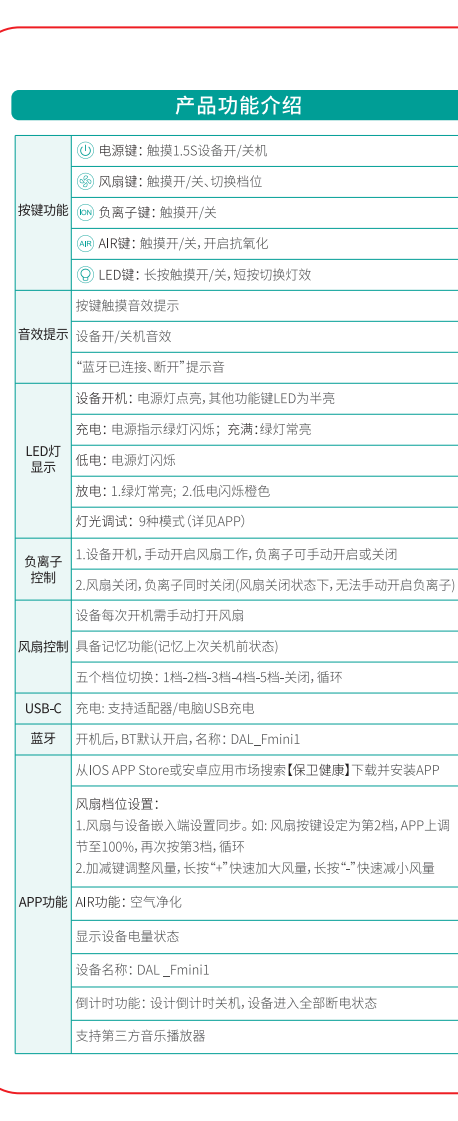 产品功能介绍
按键功能
电源键：触摸1.5S设备开/关机
风扇键：触摸开/关、切换档位
ION 负离子键：触摸开/关
AIR AIR键：触摸开/关，开启抗氧化
LED键：长按触摸开/关，短按切换灯效
音效提示
按键触摸音效提示
设备开/关机音效
“蓝牙已连接、断开”提示音
LED灯
显示
设备开机：电源灯点亮，其他功能键LED为半亮
充电：电源指示绿灯闪烁；充满：绿灯常亮
低电：电源灯闪烁
放电：1.绿灯常亮；2.低电闪烁橙色
灯光调试：9种模式（详见APP）
负离子
控制
1.设备开机，手动开启风扇工作，负离子可手动开启或关闭
2.风扇关闭，负离子同时关闭(风扇关闭状态下，无法手动开启负离子)
风扇控制
设备每次开机需手动打开风扇
具备记忆功能(记忆上次关机前状态)
五个档位切换：1档-2档-3档-4档-5档-关闭，循环
USB-C
充电: 支持适配器/电脑USB充电
蓝牙
开机后，BT默认开启，名称：DAL_Fmini1
APP功能
从IOS APP Store或安卓应用市场搜索【保卫健康】下载并安装APP
风扇档位设置：
1.风扇与设备嵌入端设置同步。如: 风扇按键设定为第2档，APP上调
节至100%，再次按第3档，循环
2.加减键调整风量，长按“+”快速加大风量，长按“-”快速减小风量
AIR功能：空气净化
显示设备电量状态
设备名称：DAL _Fmini1
倒计时功能：设计倒计时关机，设备进入全部断电状态
支持第三方音乐播放器